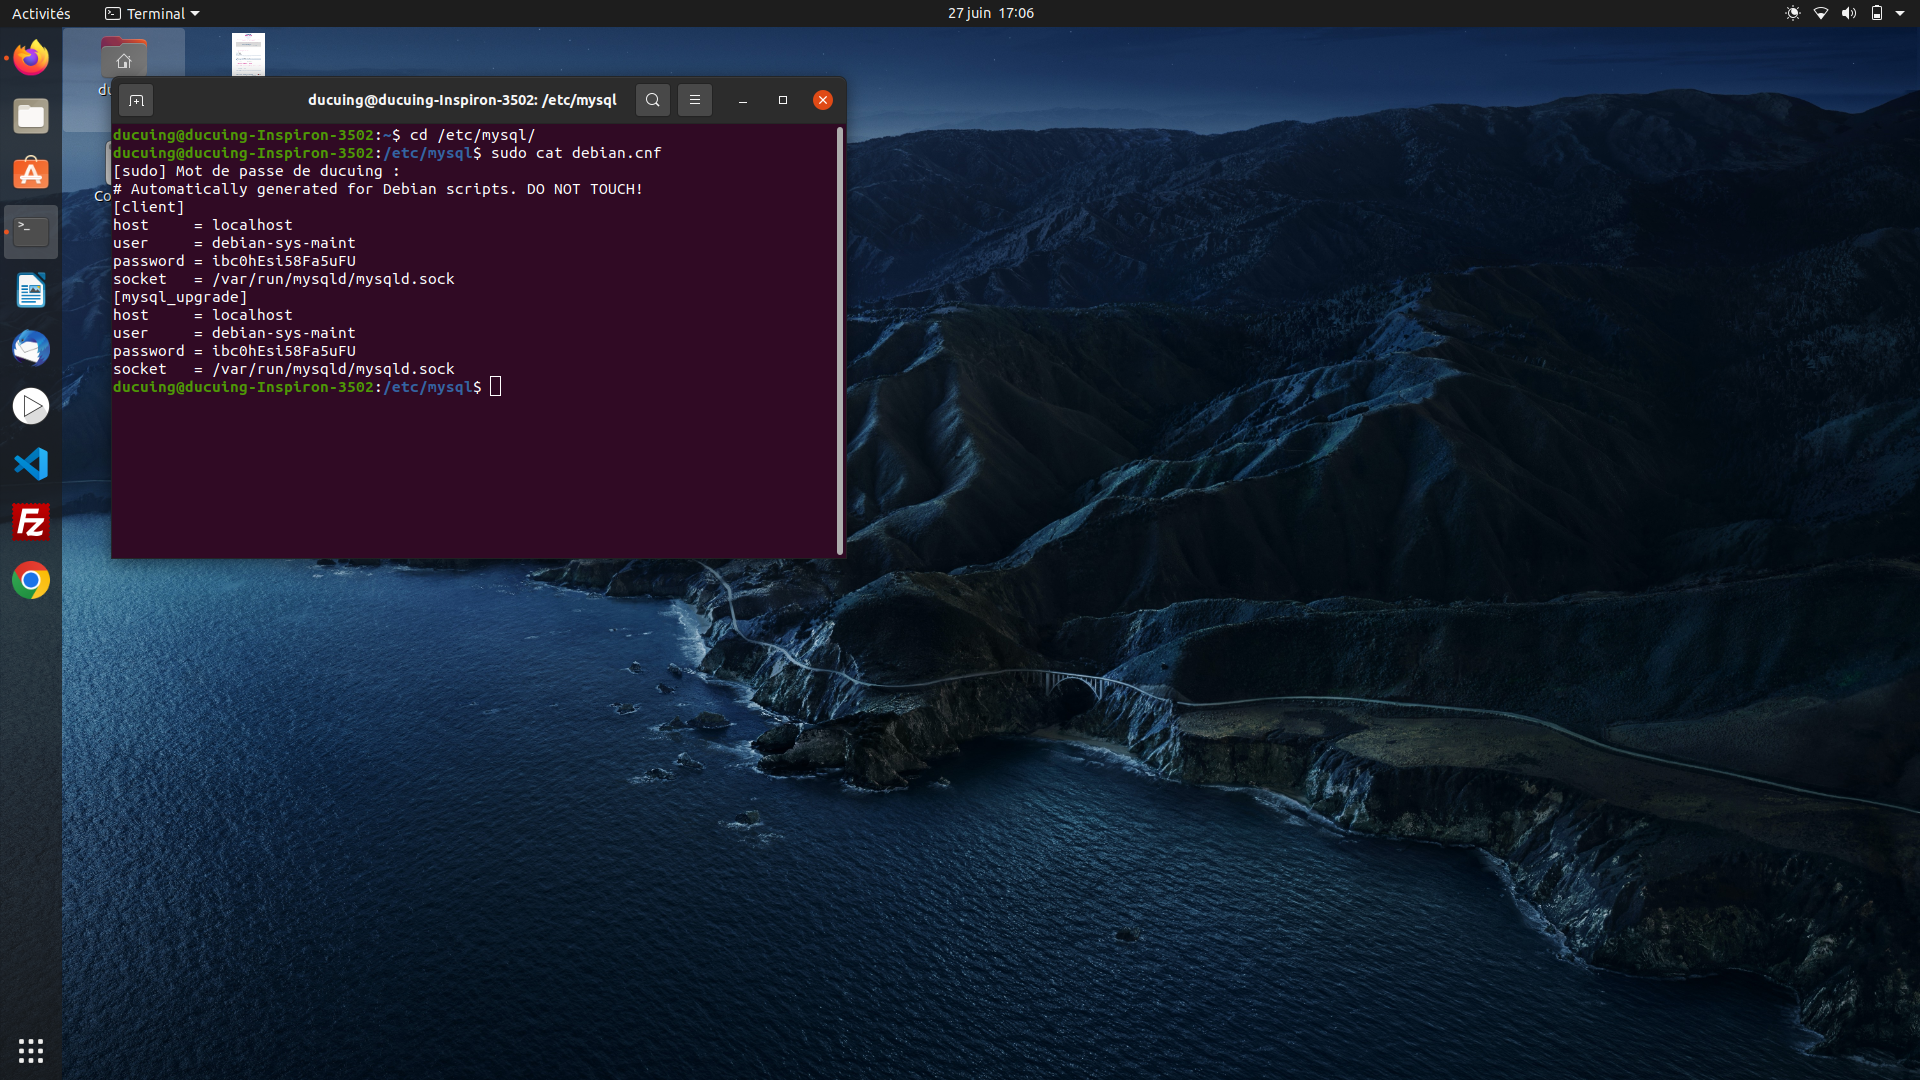 Activités Terminal 27 juin 17:06
ducuing@ducuing-Inspiron-3502: /etc/mysql
ducuing@ducuing-Inspiron-3502:~$ cd /etc/mysql/
ducuing@ducuing-Inspiron-3502:/etc/mysql$ sudo cat debian.cnf
[sudo] Mot de passe de ducuing :
# Automatically generated for Debian scripts. DO NOT TOUCH!
[client]
host     = localhost
user     = debian-sys-maint
password = ibc0hEsi58Fa5uFU
socket   = /var/run/mysqld/mysqld.sock
[mysql_upgrade]
host     = localhost
user     = debian-sys-maint
password = ibc0hEsi58Fa5uFU
socket   = /var/run/mysqld/mysqld.sock
ducuing@ducuing-Inspiron-3502:/etc/mysql$